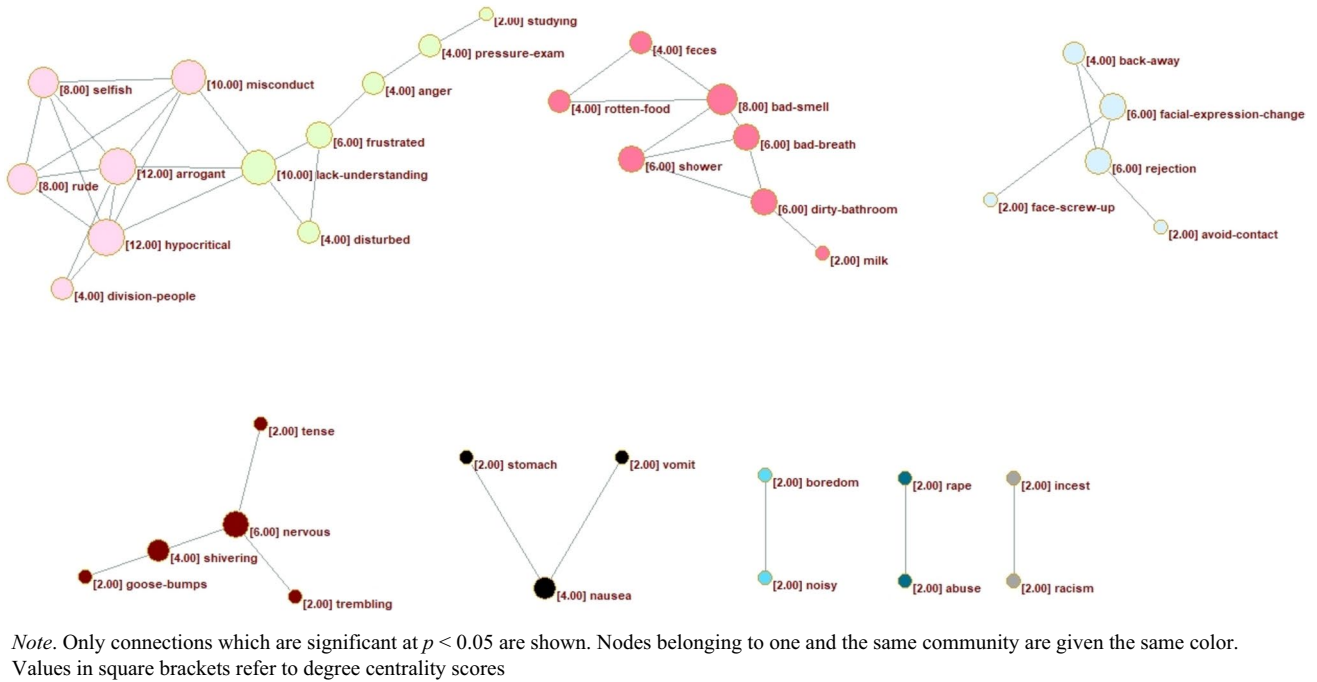 [2.00] studying
[4.00] pressure-exam
[4.00] feces
[4.00] back-away
[8.00] selfish
[10.00] misconduct
[4.00] anger
[4.00] rotten-food
[8.00] bad-smell
[6.00] facial-expression-change
[6.00] frustrated
[6.00] bad-breath
[8.00] rude
[12.00] arrogant
[10.00] lack-understanding
[6.00] shower
[6.00] rejection
[6.00] dirty-bathroom
[2.00] face-screw-up
[12.00] hypocritical
[4.00] disturbed
[2.00] avoid-contact
[2.00] milk
[4.00] division-people
[2.00] tense
[2.00] stomach
[2.00] vomit
[2.00] boredom
[2.00] rape
[2.00] incest
[6.00] nervous
[4.00] shivering
[2.00] goose-bumps
[2.00] trembling
[4.00] nausea
[2.00] noisy
[2.00] abuse
[2.00] racism
Note. Only connections which are significant at p < 0.05 are shown. Nodes belonging to one and the same community are given the same color.
Values in square brackets refer to degree centrality scores